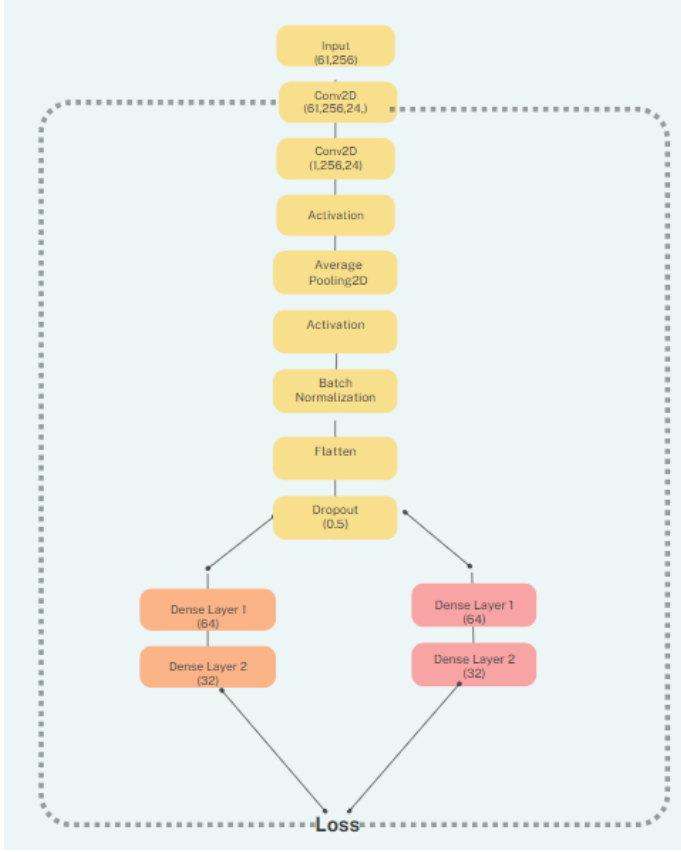 Input
(61,256)
Conv2D
(61,256,24,)
Conv2D
(1,256,24)
Activation
Average
Pooling2D
Activation
Batch
Normalization
Flatten
Dropout
(0.5)
Dense Layer 1
(64)
Dense Layer 2
(32)
Dense Layer 1
(64)
Dense Layer 2
(32)
Loss